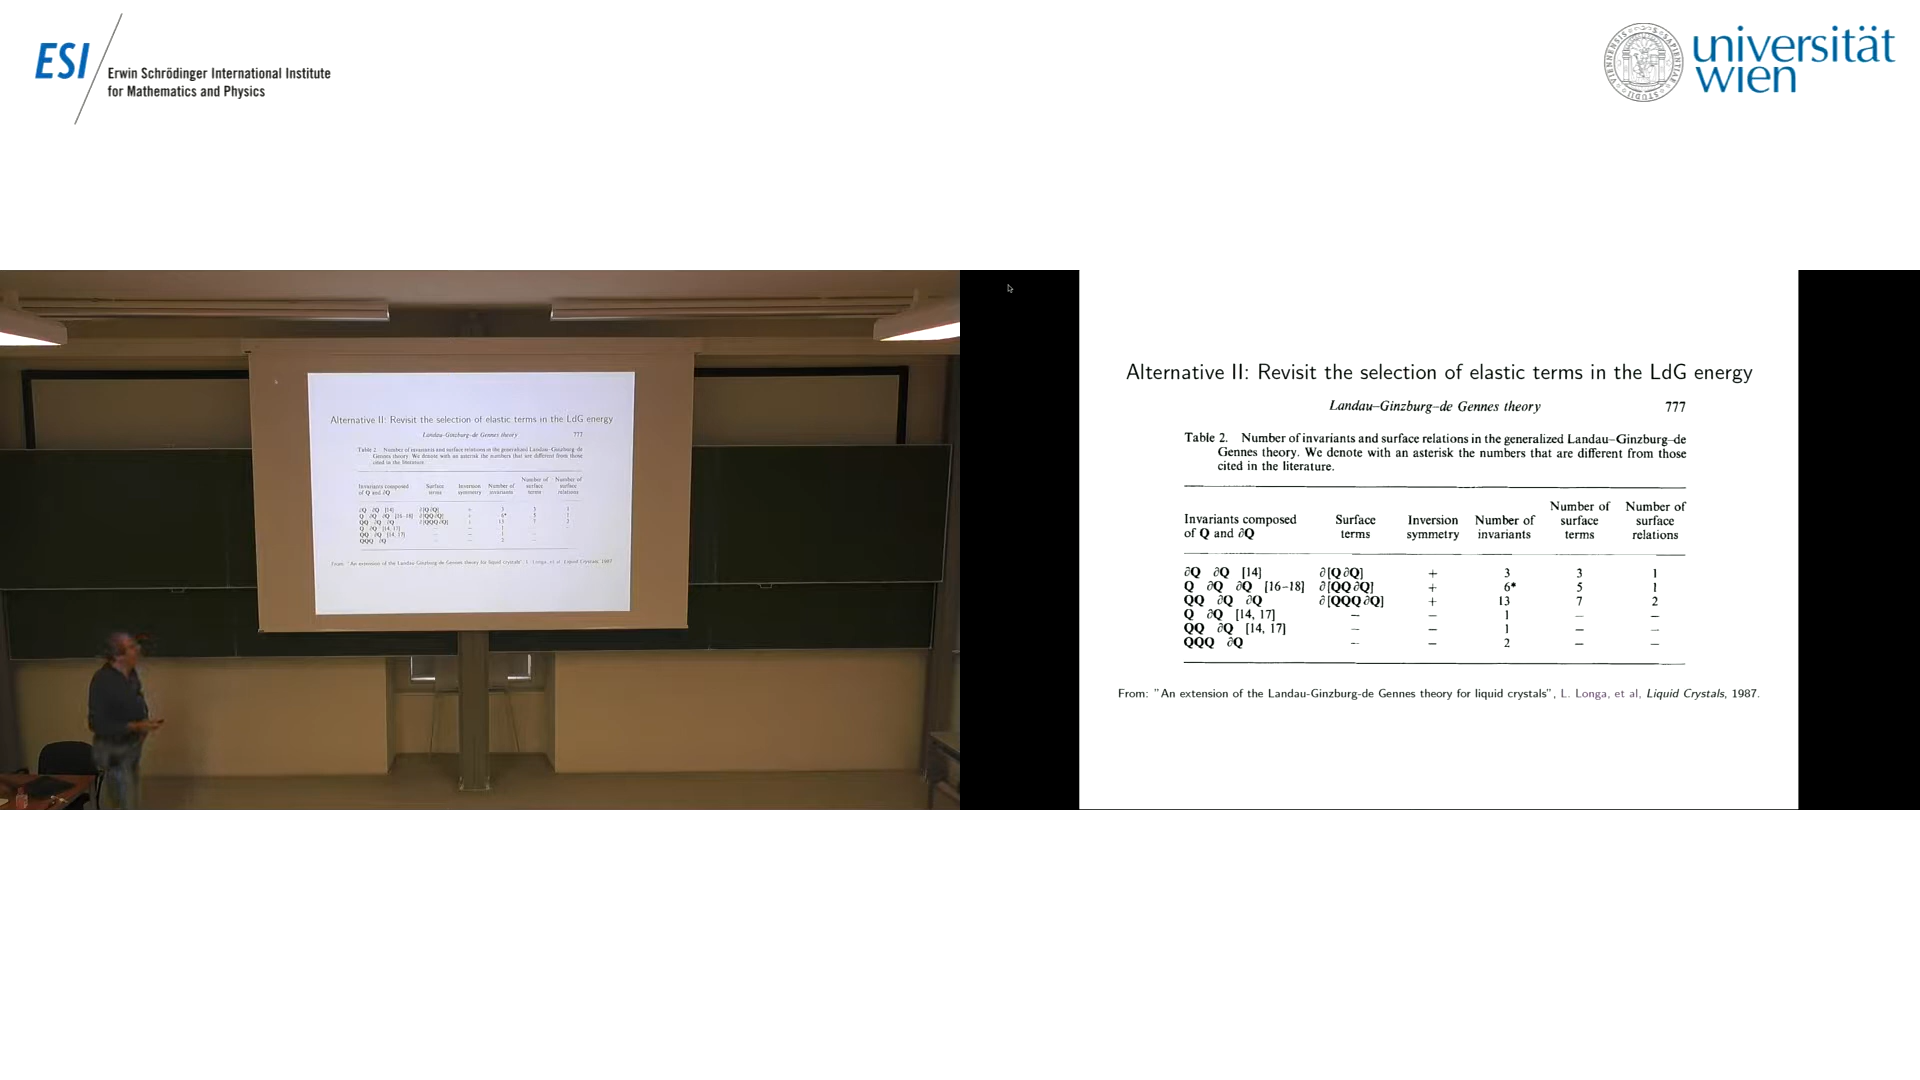 ESI
Erwin Schrödinger International Institute
for Mathematics and Physics
universität
wien
Alternative II: Revisit the selection of elastic terms in the LdG energy
Landau–Ginzburg–de Gennes theory
777
Alternative II: Revisit the selection of elastic terms in the LdG energy
Landau–Ginzburg–de Gennes theory 777
Table 2. Number of invariants and surface relations in the generalized Landau–Ginzburg–de
Gennes theory. We denote with an asterisk the numbers that are different from those
cited in the literature.
Invariants composed of Q and ∂Q | Surface terms | Inversion symmetry | Number of invariants | Number of surface terms | Number of surface relations
∂Q ∂Q [14] ∂[Q ∂Q] + 3 3 1
Q ∂Q ∂Q [16–18] ∂[QQ ∂Q] + 6* 5 1
QQ ∂Q ∂Q ∂[QQQ ∂Q] + 13 7 2
Q ∂Q [14, 17] – – 1 – –
QQ ∂Q [14, 17] – – 1 – –
QQQ ∂Q – – 2 – –
From: "An extension of the Landau-Ginzburg-de Gennes theory for liquid crystals", L. Longa, et al, Liquid Crystals, 1987.